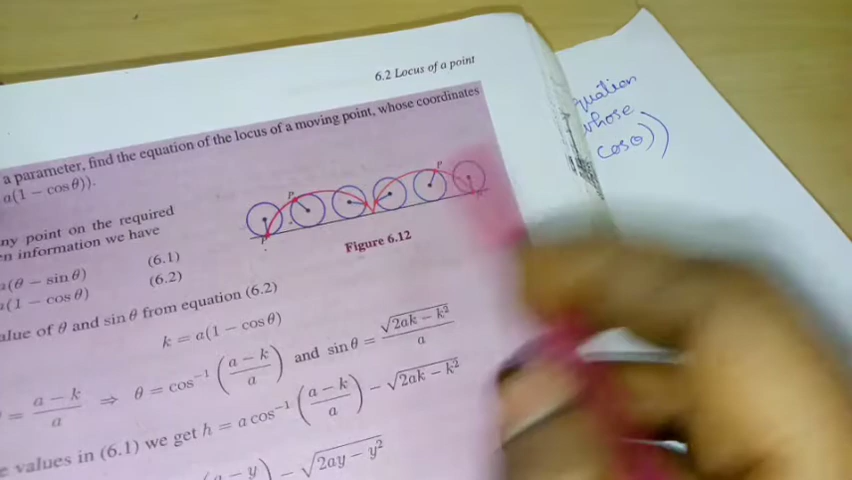 6.2 Locus of a point
a parameter, find the equation of the locus of a moving point, whose coordinates
a(1 − cos θ)).
ny point on the required
n information we have
a(θ − sin θ) (6.1)
a(1 − cos θ) (6.2)
P
P
P
Figure 6.12
alue of θ and sin θ from equation (6.2)
k = a(1 − cos θ)
= (a − k)/a ⇒ θ = cos⁻¹ ((a − k)/a) and sin θ = √(2ak − k²)/a
e values in (6.1) we get h = a cos⁻¹ ((a − k)/a) − √(2ak − k²)
(a − y) − √(2ay − y²)
quation
whose
cosθ))